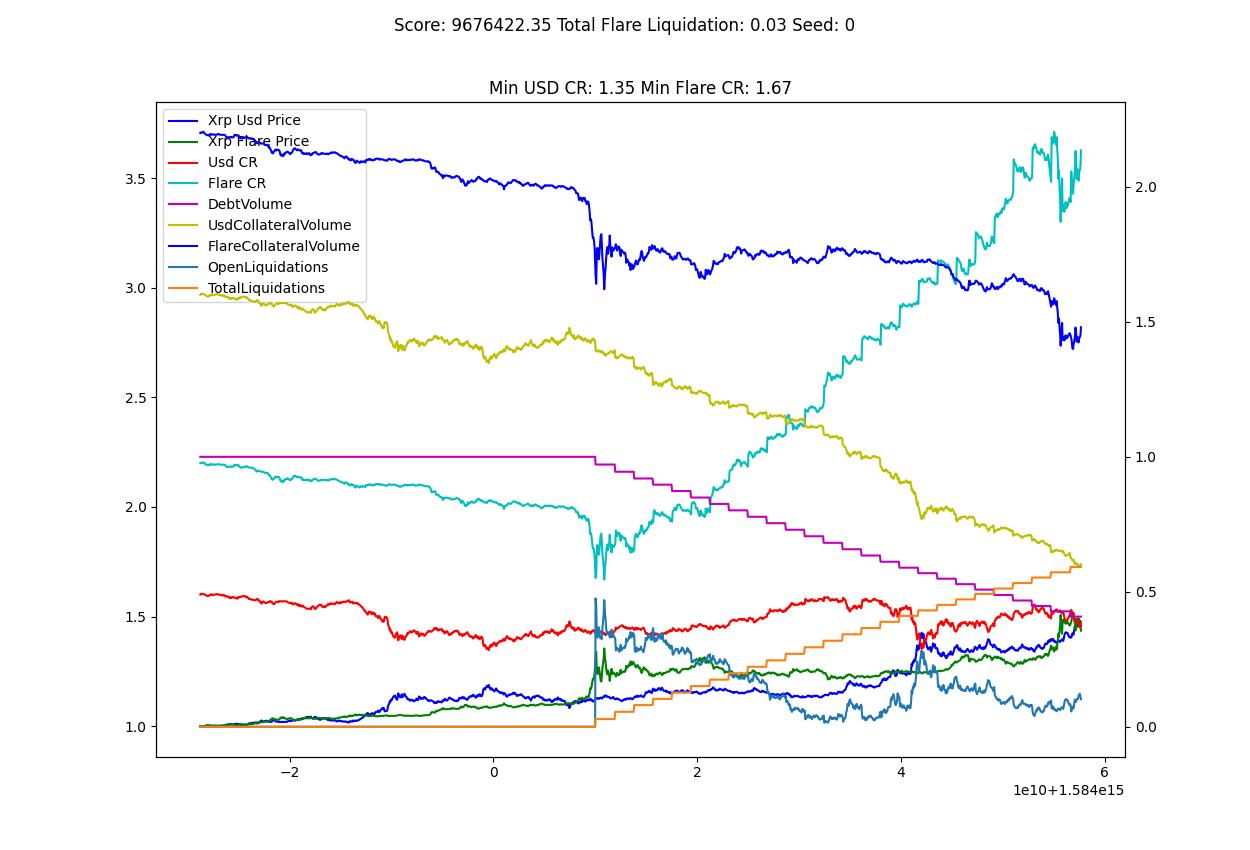 Score: 9676422.35 Total Flare Liquidation: 0.03 Seed: 0
Min USD CR: 1.35 Min Flare CR: 1.67
Xrp Usd Price
Xrp Flare Price
Usd CR
Flare CR
DebtVolume
UsdCollateralVolume
FlareCollateralVolume
OpenLiquidations
TotalLiquidations
3.5
3.0
2.5
2.0
1.5
1.0
2.0
1.5
1.0
0.5
0.0
−2
0
2
4
6
1e10+1.584e15